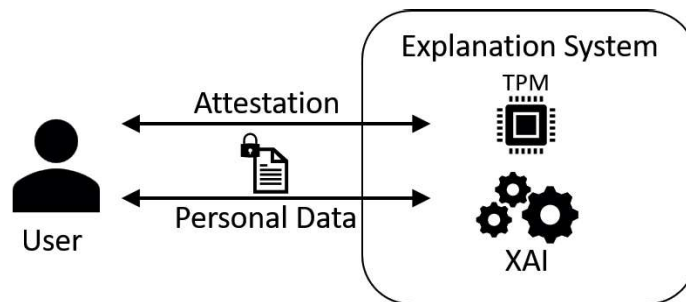 Explanation System
TPM
Attestation
Personal Data
User
XAI